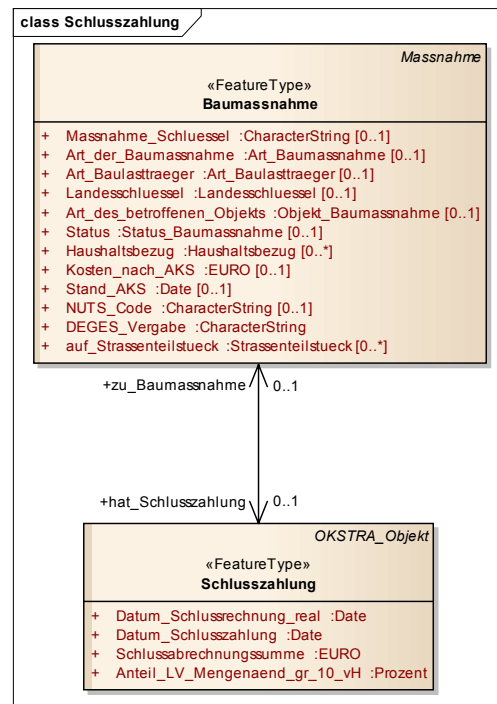 class Schlusszahlung
Massnahme
«FeatureType»
Baumassnahme
+ Massnahme_Schluessel :CharacterString [0..1]
+ Art_der_Baumassnahme :Art_Baumassnahme [0..1]
+ Art_Baulasttraeger :Art_Baulasttraeger [0..1]
+ Landesschluessel :Landesschluessel [0..1]
+ Art_des_betroffenen_Objekts :Objekt_Baumassnahme [0..1]
+ Status :Status_Baumassnahme [0..1]
+ Haushaltsbezug :Haushaltsbezug [0..*]
+ Kosten_nach_AKS :EURO [0..1]
+ Stand_AKS :Date [0..1]
+ NUTS_Code :CharacterString [0..1]
+ DEGES_Vergabe :CharacterString
+ auf_Strassenteilstueck :Strassenteilstueck [0..*]
+zu_Baumassnahme 0..1
+hat_Schlusszahlung 0..1
OKSTRA_Objekt
«FeatureType»
Schlusszahlung
+ Datum_Schlussrechnung_real :Date
+ Datum_Schlusszahlung :Date
+ Schlussabrechnungssumme :EURO
+ Anteil_LV_Mengenaend_gr_10_vH :Prozent